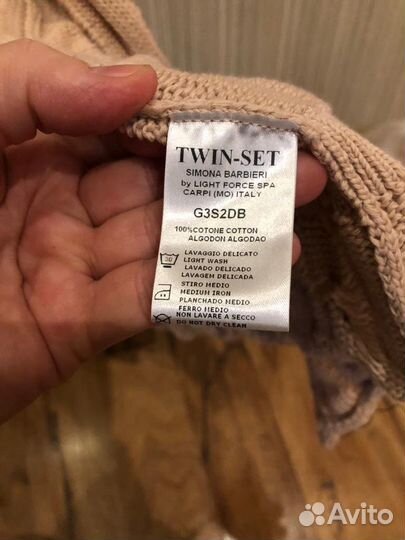 TWIN-SET
SIMONA BARBIERI
by LIGHT FORCE SPA
CARPI (MO) ITALY
G3S2DB
100%COTONE COTTON
ALGODON ALGODAO
30
LAVAGGIO DELICATO
LIGHT WASH
LAVADO DELICADO
LAVAGEM DELICADA
STIRO MEDIO
MEDIUM IRON
PLANCHADO MEDIO
FERRO MEDIO
NON LAVARE A SECCO
DO NOT DRY CLEAN
Avito